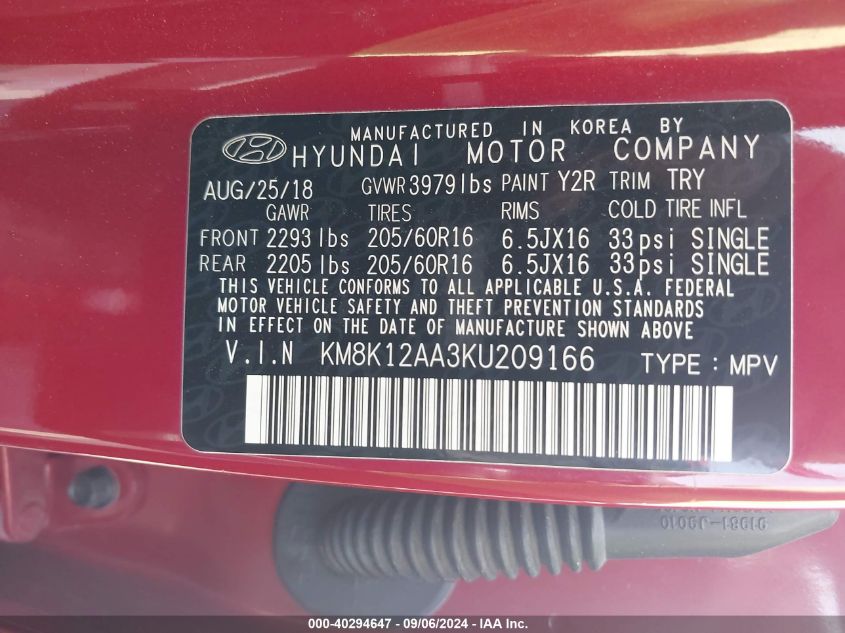 MANUFACTURED IN KOREA BY
HYUNDAI MOTOR COMPANY
AUG/25/18 GVWR 3979lbs PAINT Y2R TRIM TRY
GAWR TIRES RIMS COLD TIRE INFL
FRONT 2293 lbs 205/60R16 6.5JX16 33psi SINGLE
REAR 2205 lbs 205/60R16 6.5JX16 33psi SINGLE
THIS VEHICLE CONFORMS TO ALL APPLICABLE U.S.A. FEDERAL
MOTOR VEHICLE SAFETY AND THEFT PREVENTION STANDARDS
IN EFFECT ON THE DATE OF MANUFACTURE SHOWN ABOVE
V.I.N KM8K12AA3KU209166 TYPE : MPV
91981-J9010
000-40294647 - 09/06/2024 - IAA Inc.